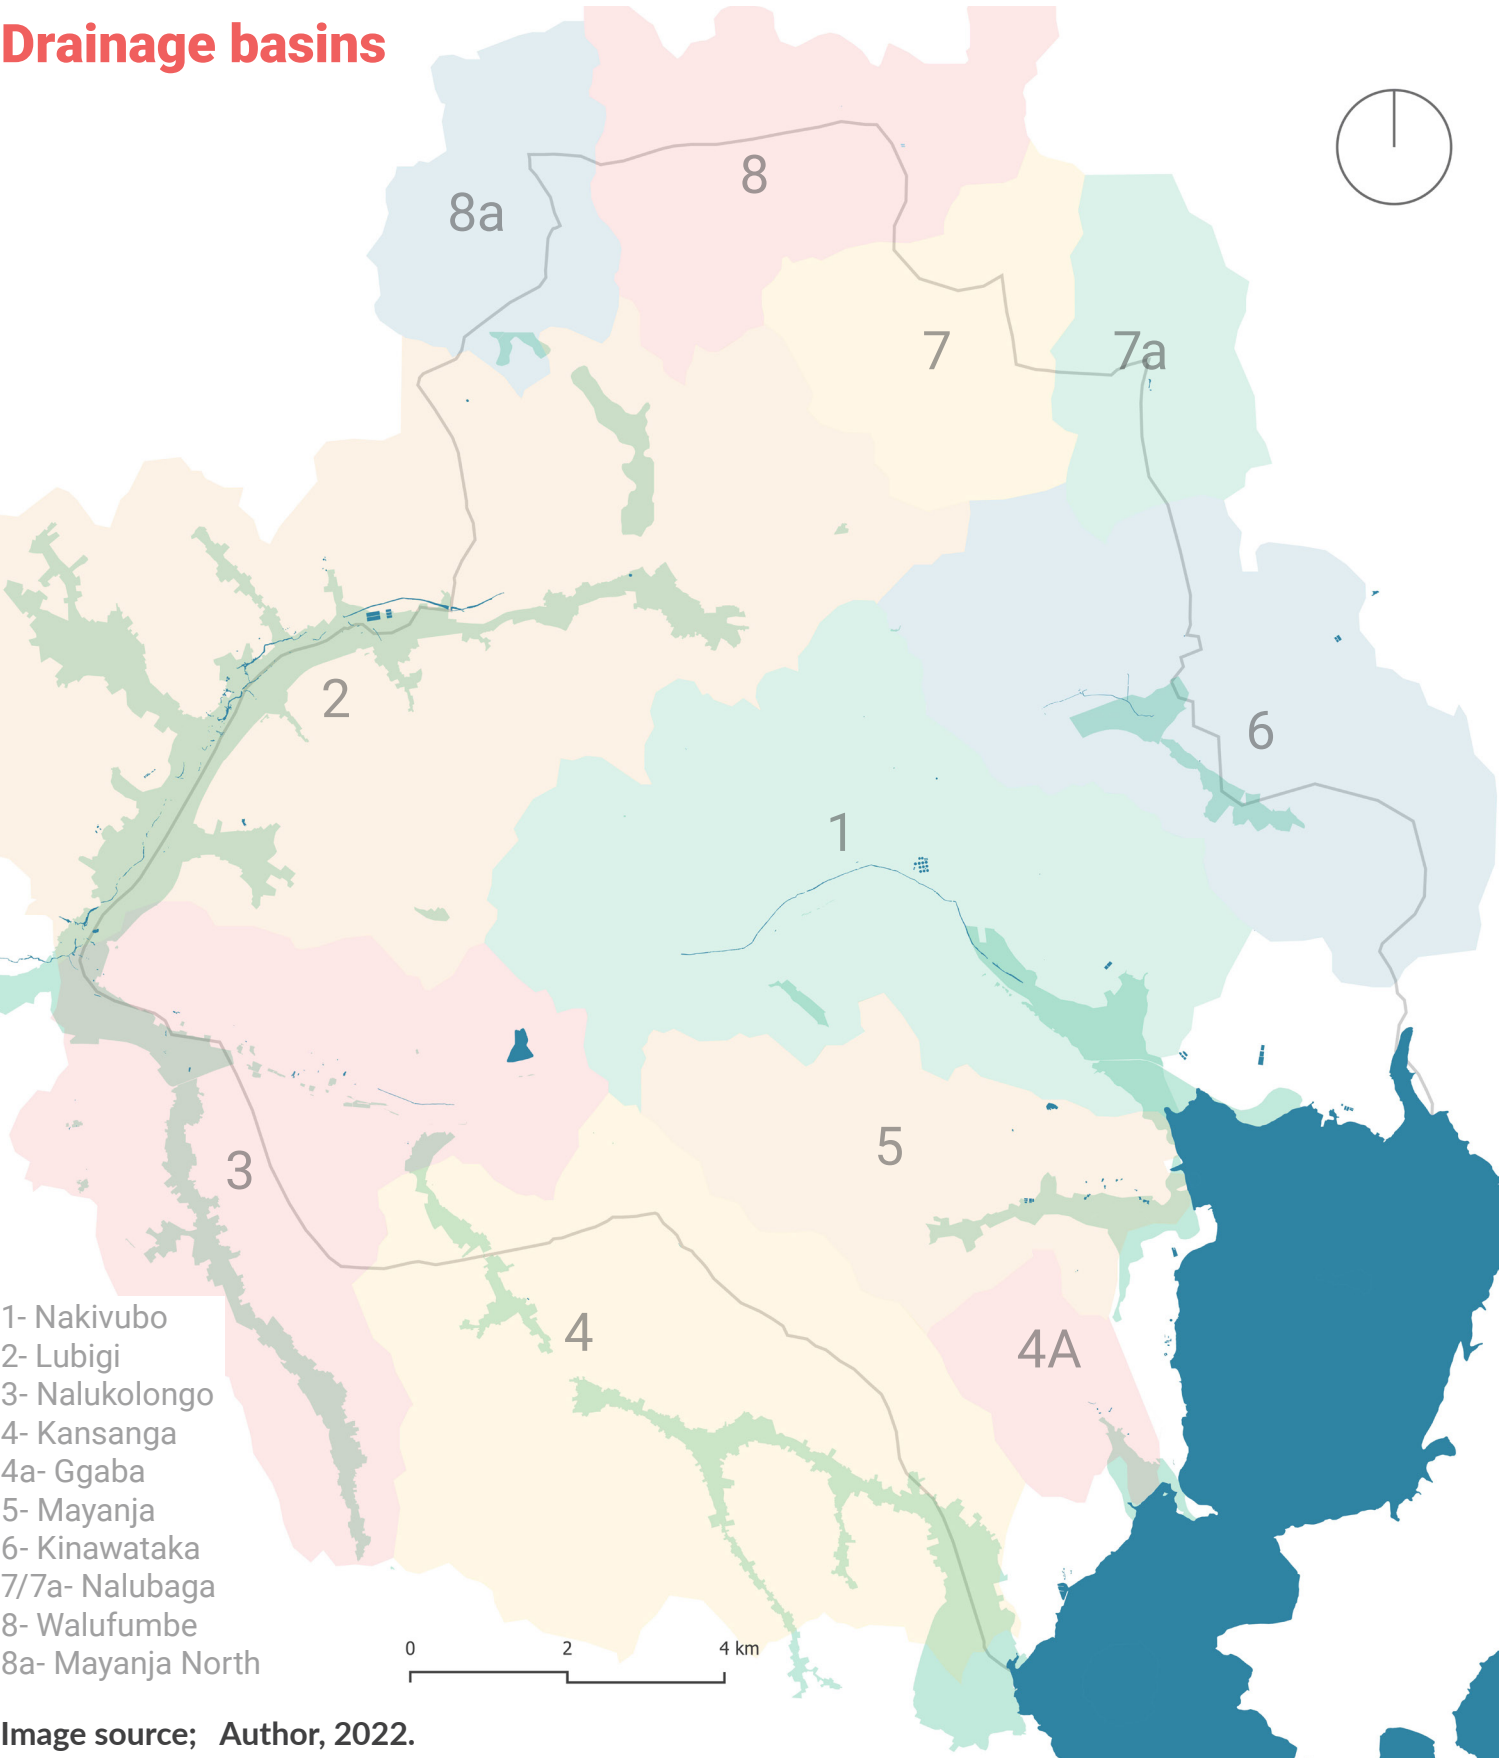 Drainage basins
8
8a
7
7a
2
6
1
5
3
4
4A
1- Nakivubo
2- Lubigi
3- Nalukolongo
4- Kansanga
4a- Ggaba
5- Mayanja
6- Kinawataka
7/7a- Nalubaga
8- Walufumbe
8a- Mayanja North
0 2 4 km
Image source; Author, 2022.